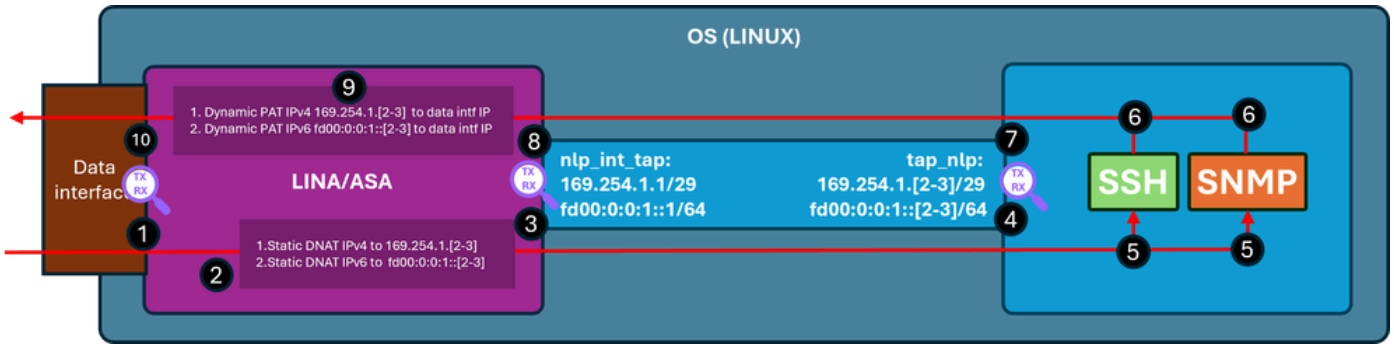 OS (LINUX)
9
1. Dynamic PAT IPv4 169.254.1.[2-3] to data intf IP
2. Dynamic PAT IPv6 fd00:0:0:1::[2-3] to data intf IP
10
8
7
6
6
Data
interface
TX
RX
LINA/ASA
TX
RX
nlp_int_tap:
169.254.1.1/29
fd00:0:0:1::1/64
tap_nlp:
169.254.1.[2-3]/29
fd00:0:0:1::[2-3]/64
TX
RX
SSH
SNMP
1
3
4
5
5
2
1.Static DNAT IPv4 to 169.254.1.[2-3]
2.Static DNAT IPv6 to fd00:0:0:1::[2-3]